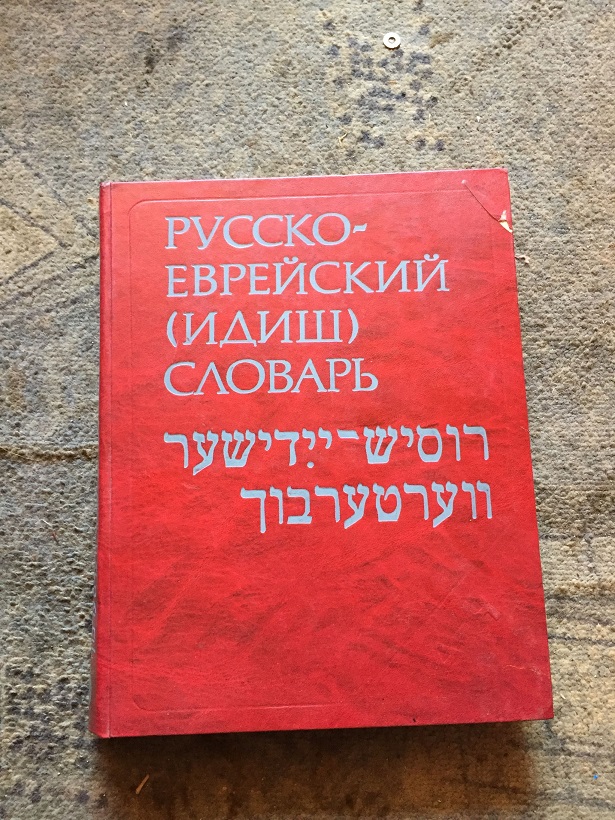 РУССКО-
ЕВРЕЙСКИЙ
(ИДИШ)
СЛОВАРЬ
רוסיש־ייִדישער
ווערטערבוך